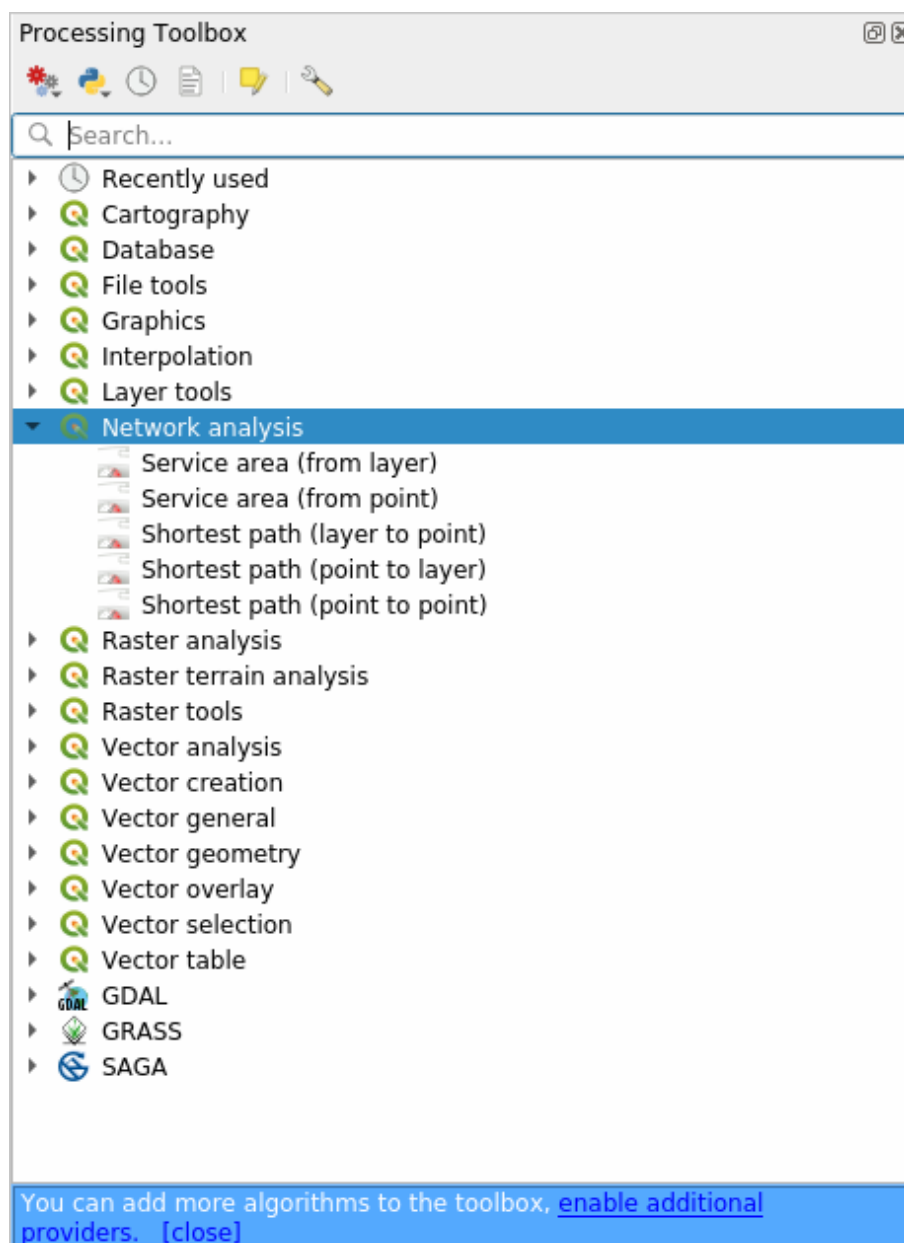 Processing Toolbox
Search...
Recently used
Cartography
Database
File tools
Graphics
Interpolation
Layer tools
Network analysis
Service area (from layer)
Service area (from point)
Shortest path (layer to point)
Shortest path (point to layer)
Shortest path (point to point)
Raster analysis
Raster terrain analysis
Raster tools
Vector analysis
Vector creation
Vector general
Vector geometry
Vector overlay
Vector selection
Vector table
GDAL GDAL
GRASS
SAGA
You can add more algorithms to the toolbox, enable additional
providers. [close]